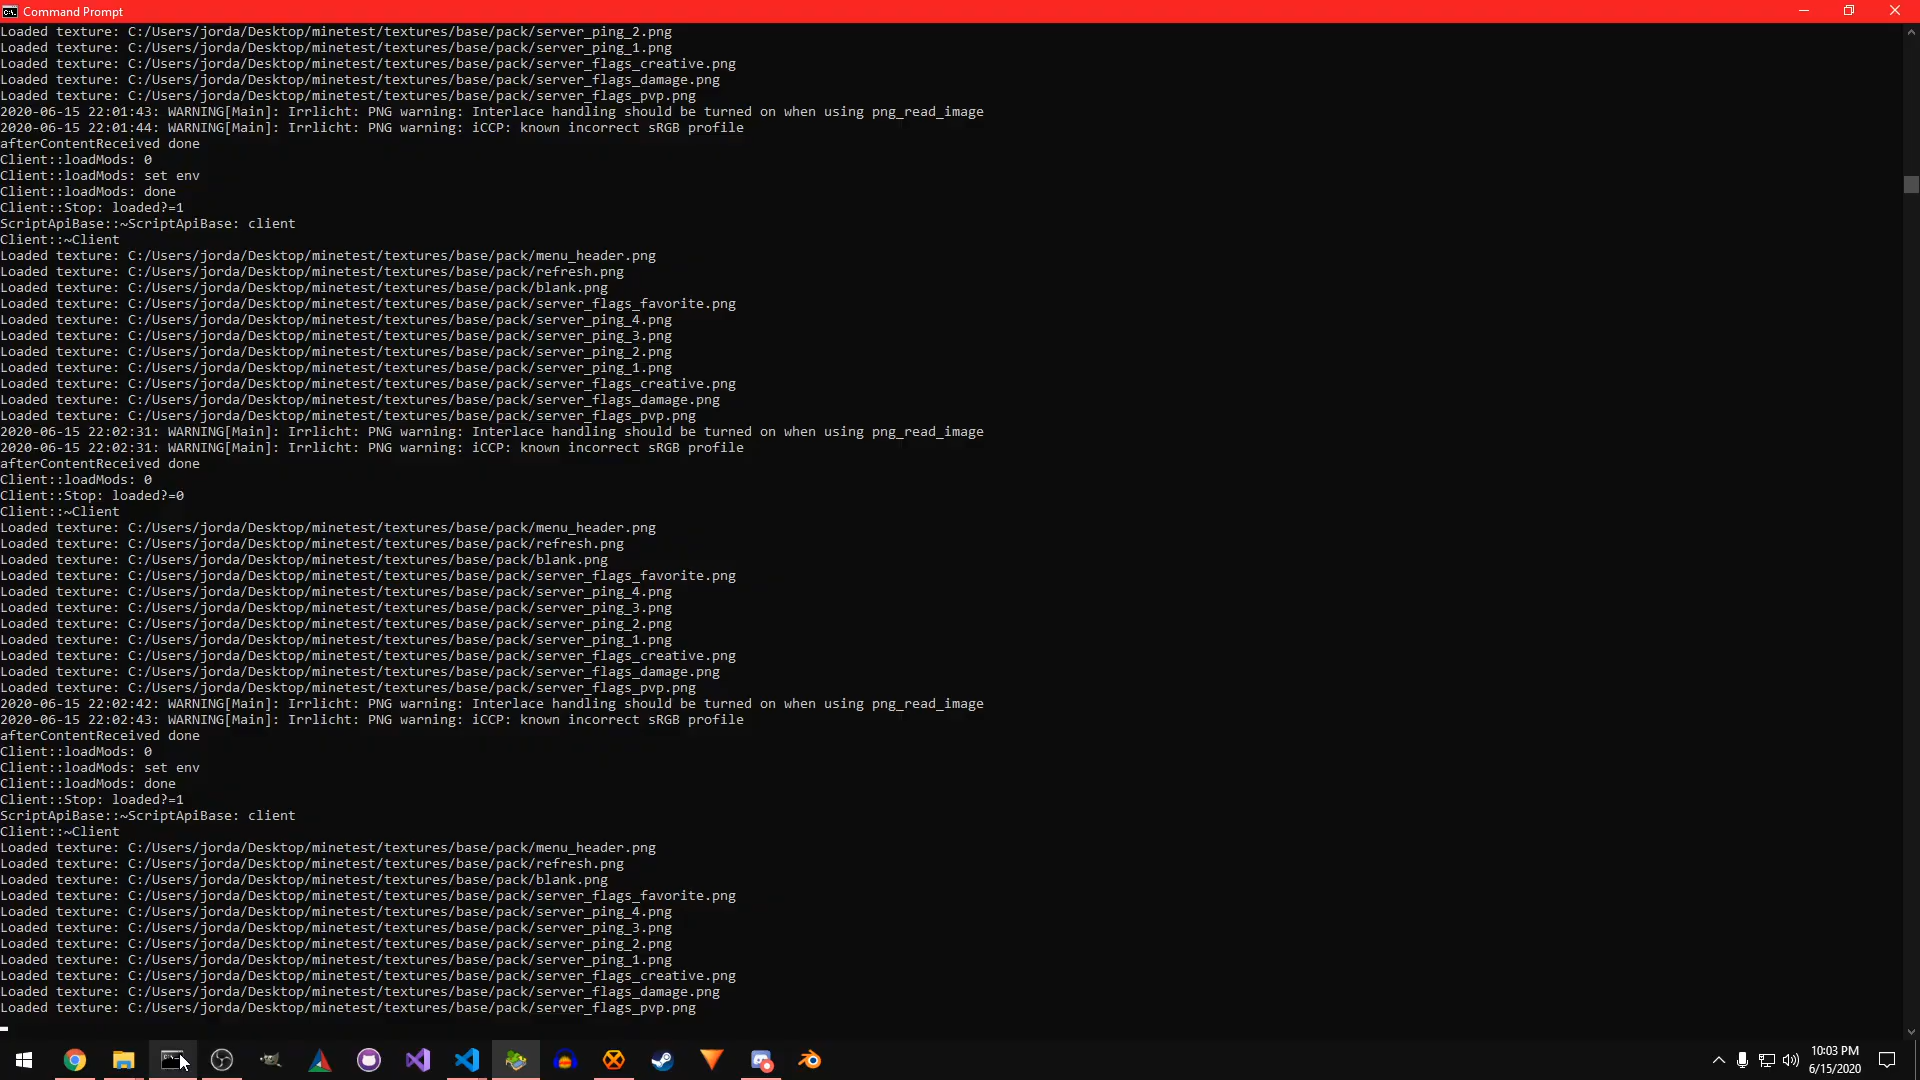 Command Prompt
Loaded texture: C:/Users/jorda/Desktop/minetest/textures/base/pack/server_ping_2.png
Loaded texture: C:/Users/jorda/Desktop/minetest/textures/base/pack/server_ping_1.png
Loaded texture: C:/Users/jorda/Desktop/minetest/textures/base/pack/server_flags_creative.png
Loaded texture: C:/Users/jorda/Desktop/minetest/textures/base/pack/server_flags_damage.png
Loaded texture: C:/Users/jorda/Desktop/minetest/textures/base/pack/server_flags_pvp.png
2020-06-15 22:01:43: WARNING[Main]: Irrlicht: PNG warning: Interlace handling should be turned on when using png_read_image
2020-06-15 22:01:44: WARNING[Main]: Irrlicht: PNG warning: iCCP: known incorrect sRGB profile
afterContentReceived done
Client::loadMods: 0
Client::loadMods: set env
Client::loadMods: done
Client::Stop: loaded?=1
ScriptApiBase::~ScriptApiBase: client
Client::~Client
Loaded texture: C:/Users/jorda/Desktop/minetest/textures/base/pack/menu_header.png
Loaded texture: C:/Users/jorda/Desktop/minetest/textures/base/pack/refresh.png
Loaded texture: C:/Users/jorda/Desktop/minetest/textures/base/pack/blank.png
Loaded texture: C:/Users/jorda/Desktop/minetest/textures/base/pack/server_flags_favorite.png
Loaded texture: C:/Users/jorda/Desktop/minetest/textures/base/pack/server_ping_4.png
Loaded texture: C:/Users/jorda/Desktop/minetest/textures/base/pack/server_ping_3.png
Loaded texture: C:/Users/jorda/Desktop/minetest/textures/base/pack/server_ping_2.png
Loaded texture: C:/Users/jorda/Desktop/minetest/textures/base/pack/server_ping_1.png
Loaded texture: C:/Users/jorda/Desktop/minetest/textures/base/pack/server_flags_creative.png
Loaded texture: C:/Users/jorda/Desktop/minetest/textures/base/pack/server_flags_damage.png
Loaded texture: C:/Users/jorda/Desktop/minetest/textures/base/pack/server_flags_pvp.png
2020-06-15 22:02:31: WARNING[Main]: Irrlicht: PNG warning: Interlace handling should be turned on when using png_read_image
2020-06-15 22:02:31: WARNING[Main]: Irrlicht: PNG warning: iCCP: known incorrect sRGB profile
afterContentReceived done
Client::loadMods: 0
Client::Stop: loaded?=0
Client::~Client
Loaded texture: C:/Users/jorda/Desktop/minetest/textures/base/pack/menu_header.png
Loaded texture: C:/Users/jorda/Desktop/minetest/textures/base/pack/refresh.png
Loaded texture: C:/Users/jorda/Desktop/minetest/textures/base/pack/blank.png
Loaded texture: C:/Users/jorda/Desktop/minetest/textures/base/pack/server_flags_favorite.png
Loaded texture: C:/Users/jorda/Desktop/minetest/textures/base/pack/server_ping_4.png
Loaded texture: C:/Users/jorda/Desktop/minetest/textures/base/pack/server_ping_3.png
Loaded texture: C:/Users/jorda/Desktop/minetest/textures/base/pack/server_ping_2.png
Loaded texture: C:/Users/jorda/Desktop/minetest/textures/base/pack/server_ping_1.png
Loaded texture: C:/Users/jorda/Desktop/minetest/textures/base/pack/server_flags_creative.png
Loaded texture: C:/Users/jorda/Desktop/minetest/textures/base/pack/server_flags_damage.png
Loaded texture: C:/Users/jorda/Desktop/minetest/textures/base/pack/server_flags_pvp.png
2020-06-15 22:02:42: WARNING[Main]: Irrlicht: PNG warning: Interlace handling should be turned on when using png_read_image
2020-06-15 22:02:43: WARNING[Main]: Irrlicht: PNG warning: iCCP: known incorrect sRGB profile
afterContentReceived done
Client::loadMods: 0
Client::loadMods: set env
Client::loadMods: done
Client::Stop: loaded?=1
ScriptApiBase::~ScriptApiBase: client
Client::~Client
Loaded texture: C:/Users/jorda/Desktop/minetest/textures/base/pack/menu_header.png
Loaded texture: C:/Users/jorda/Desktop/minetest/textures/base/pack/refresh.png
Loaded texture: C:/Users/jorda/Desktop/minetest/textures/base/pack/blank.png
Loaded texture: C:/Users/jorda/Desktop/minetest/textures/base/pack/server_flags_favorite.png
Loaded texture: C:/Users/jorda/Desktop/minetest/textures/base/pack/server_ping_4.png
Loaded texture: C:/Users/jorda/Desktop/minetest/textures/base/pack/server_ping_3.png
Loaded texture: C:/Users/jorda/Desktop/minetest/textures/base/pack/server_ping_2.png
Loaded texture: C:/Users/jorda/Desktop/minetest/textures/base/pack/server_ping_1.png
Loaded texture: C:/Users/jorda/Desktop/minetest/textures/base/pack/server_flags_creative.png
Loaded texture: C:/Users/jorda/Desktop/minetest/textures/base/pack/server_flags_damage.png
Loaded texture: C:/Users/jorda/Desktop/minetest/textures/base/pack/server_flags_pvp.png
10:03 PM
6/15/2020